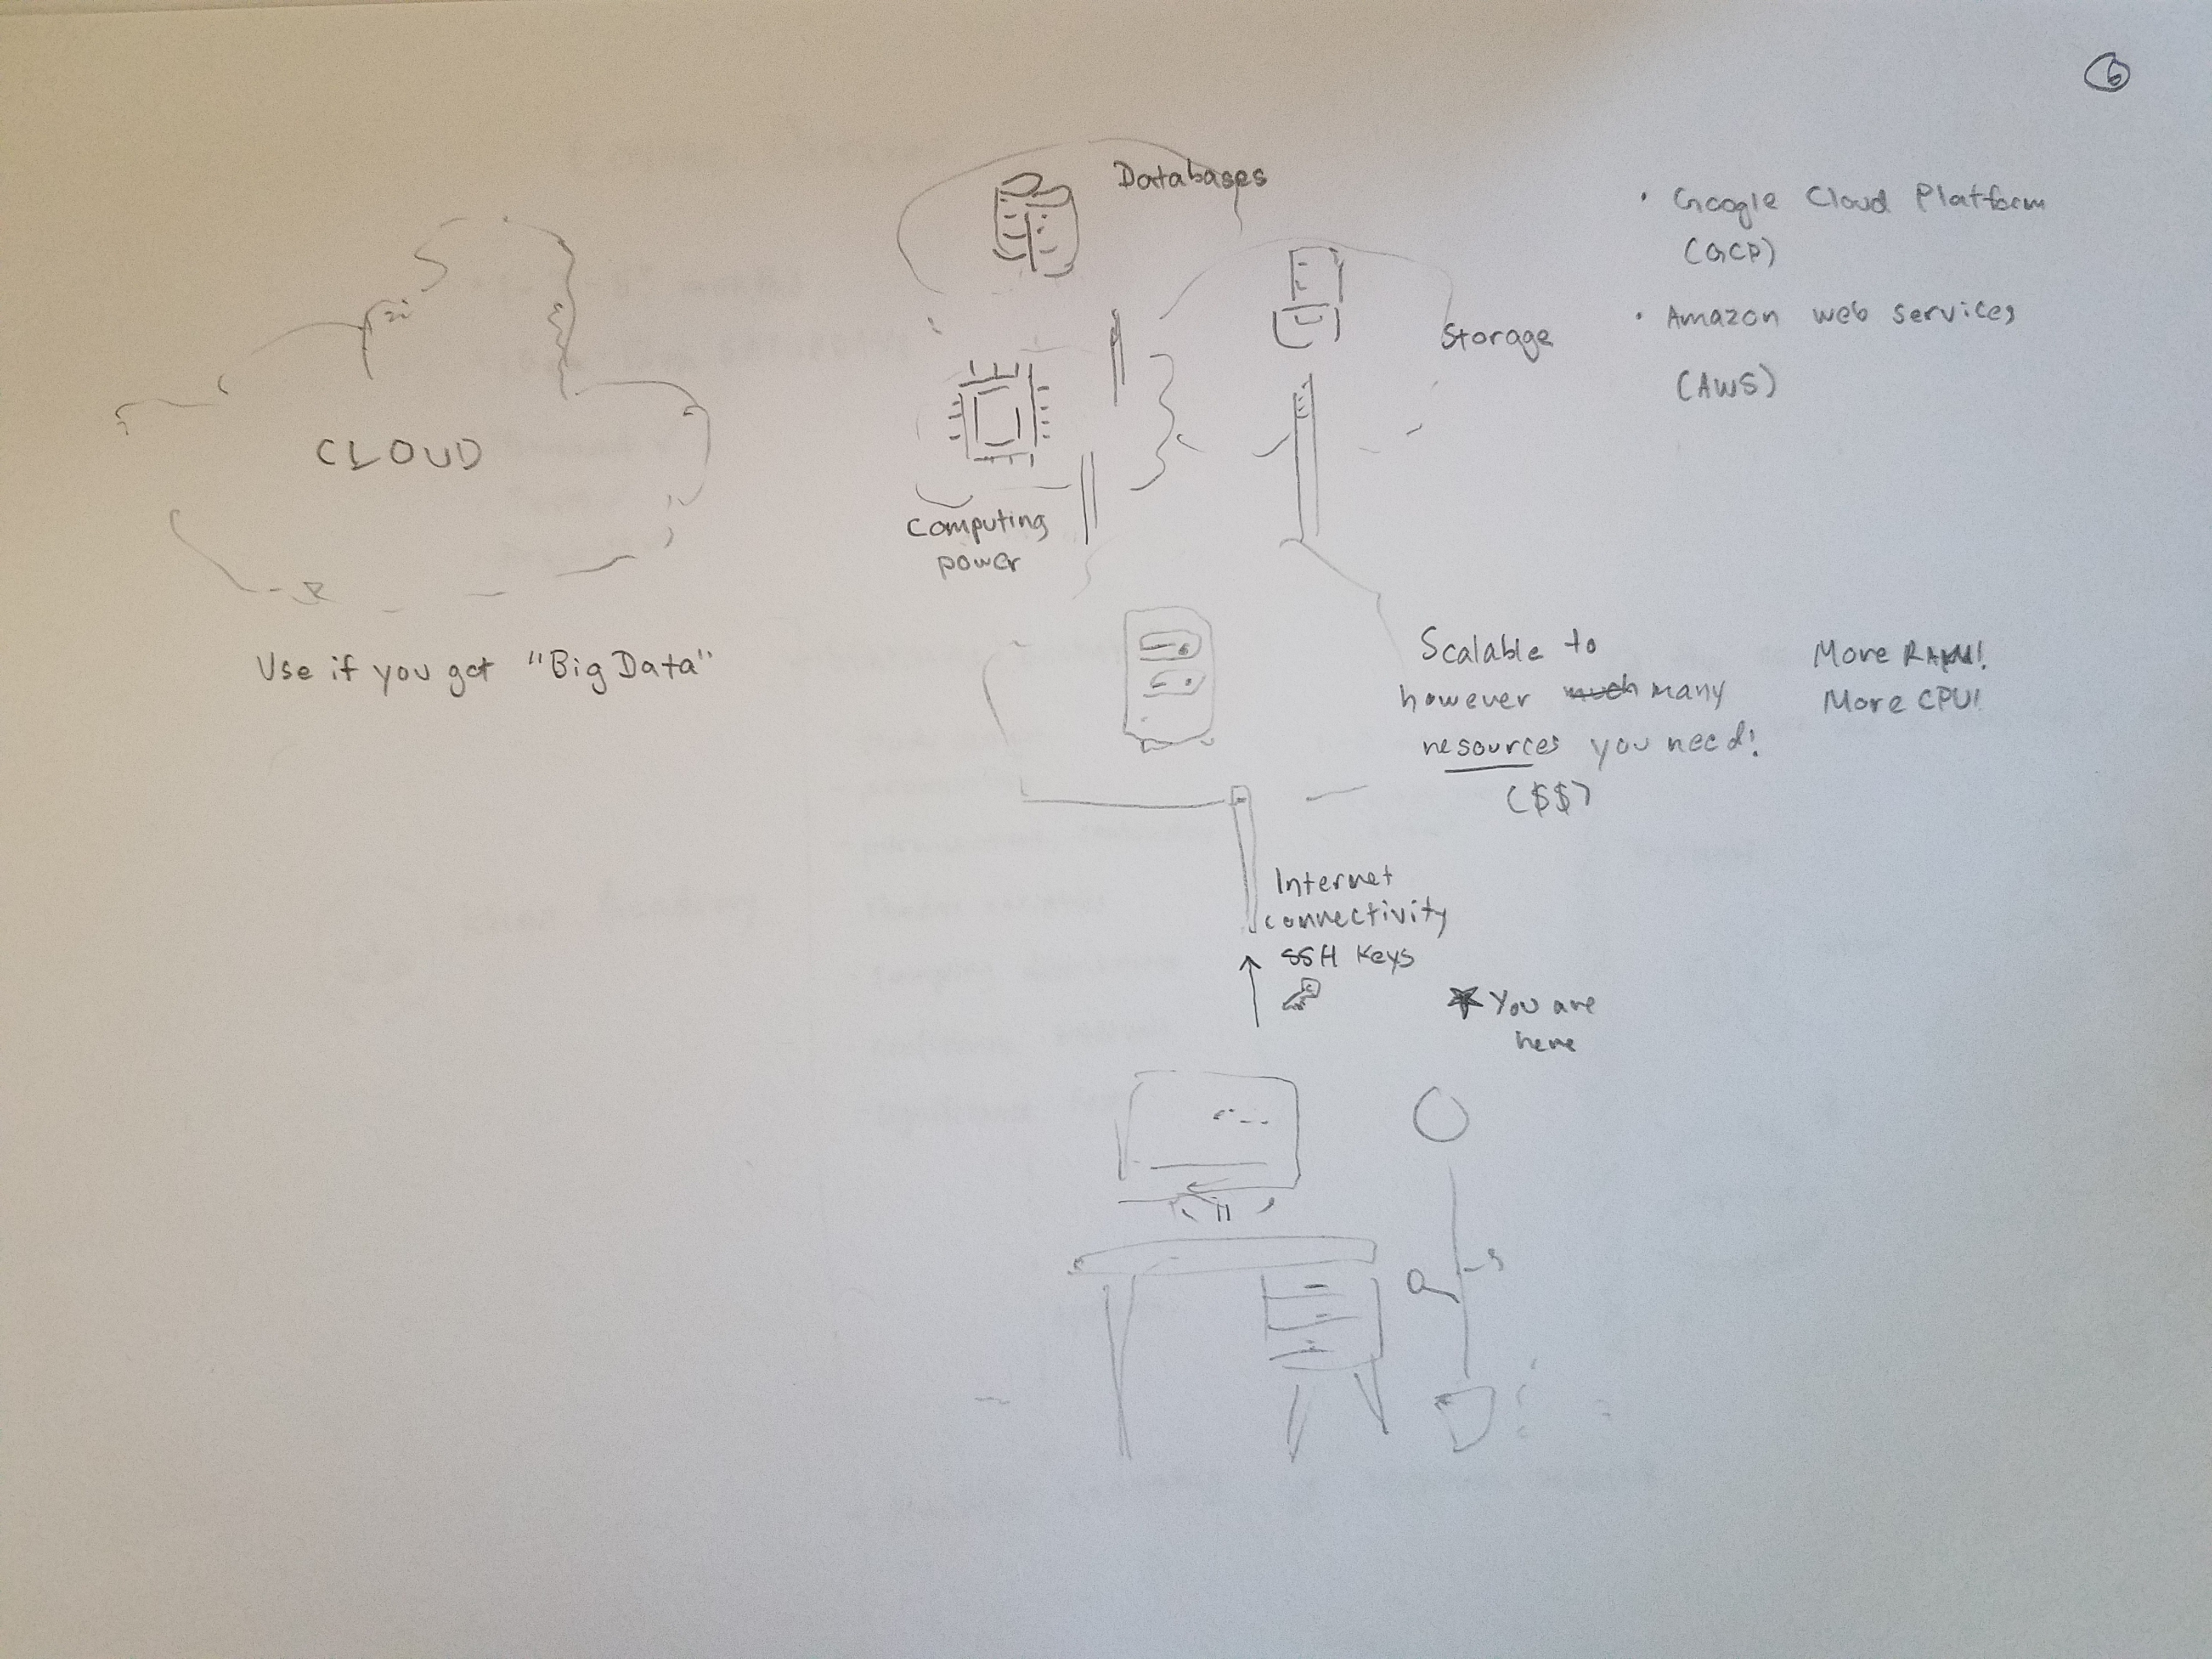 6
Databases
• Google Cloud Platform
(GCP)
• Amazon web services
(AWS)
Storage
CLOUD
Computing
power
Use if you got "Big Data"
Scalable to
however much many
resources you need!
($$)
More RAM!
More CPU!
Internet
connectivity
SSH Keys
You are
here